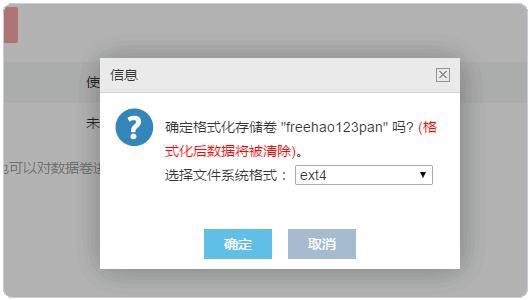 信息
使
确定格式化存储卷 "freehao123pan" 吗? (格
未
式化后数据将被清除)。
也可以对数据卷进
选择文件系统格式： ext4
确定 取消